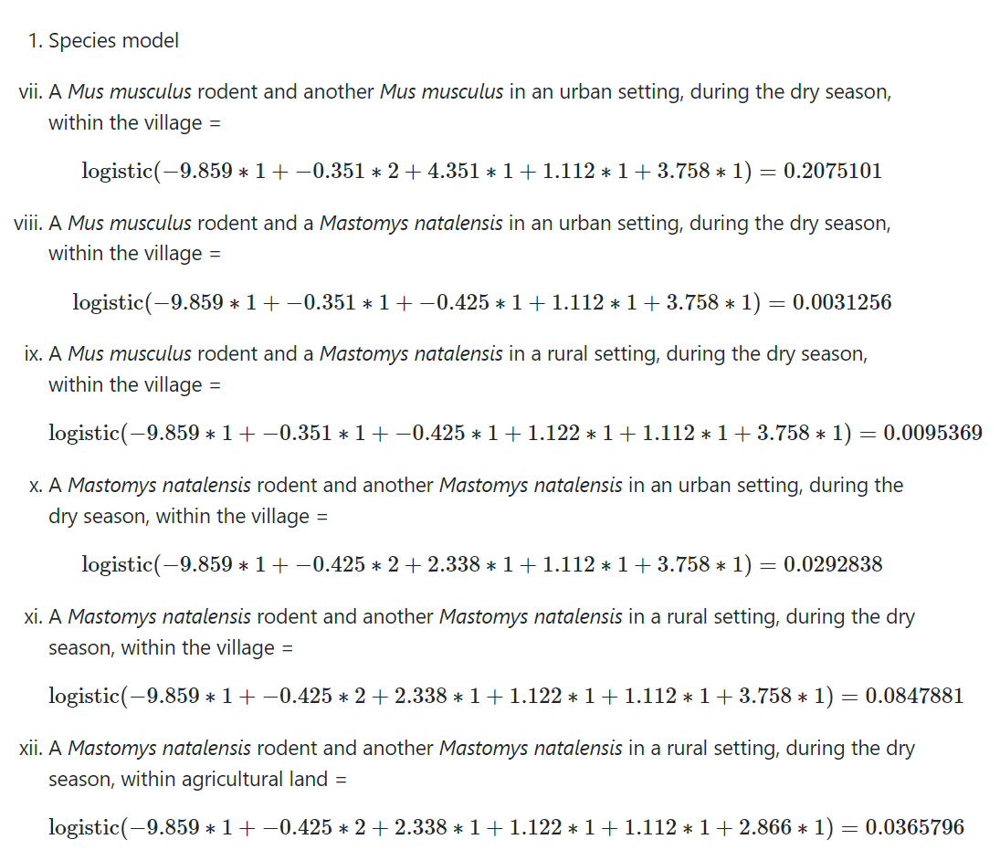 1. Species model
vii. A Mus musculus rodent and another Mus musculus in an urban setting, during the dry season,
within the village =
logistic(−9.859 ∗ 1 + −0.351 ∗ 2 + 4.351 ∗ 1 + 1.112 ∗ 1 + 3.758 ∗ 1) = 0.2075101
viii. A Mus musculus rodent and a Mastomys natalensis in an urban setting, during the dry season,
within the village =
logistic(−9.859 ∗ 1 + −0.351 ∗ 1 + −0.425 ∗ 1 + 1.112 ∗ 1 + 3.758 ∗ 1) = 0.0031256
ix. A Mus musculus rodent and a Mastomys natalensis in a rural setting, during the dry season,
within the village =
logistic(−9.859 ∗ 1 + −0.351 ∗ 1 + −0.425 ∗ 1 + 1.122 ∗ 1 + 1.112 ∗ 1 + 3.758 ∗ 1) = 0.0095369
x. A Mastomys natalensis rodent and another Mastomys natalensis in an urban setting, during the
dry season, within the village =
logistic(−9.859 ∗ 1 + −0.425 ∗ 2 + 2.338 ∗ 1 + 1.112 ∗ 1 + 3.758 ∗ 1) = 0.0292838
xi. A Mastomys natalensis rodent and another Mastomys natalensis in a rural setting, during the dry
season, within the village =
logistic(−9.859 ∗ 1 + −0.425 ∗ 2 + 2.338 ∗ 1 + 1.122 ∗ 1 + 1.112 ∗ 1 + 3.758 ∗ 1) = 0.0847881
xii. A Mastomys natalensis rodent and another Mastomys natalensis in a rural setting, during the dry
season, within agricultural land =
logistic(−9.859 ∗ 1 + −0.425 ∗ 2 + 2.338 ∗ 1 + 1.122 ∗ 1 + 1.112 ∗ 1 + 2.866 ∗ 1) = 0.0365796